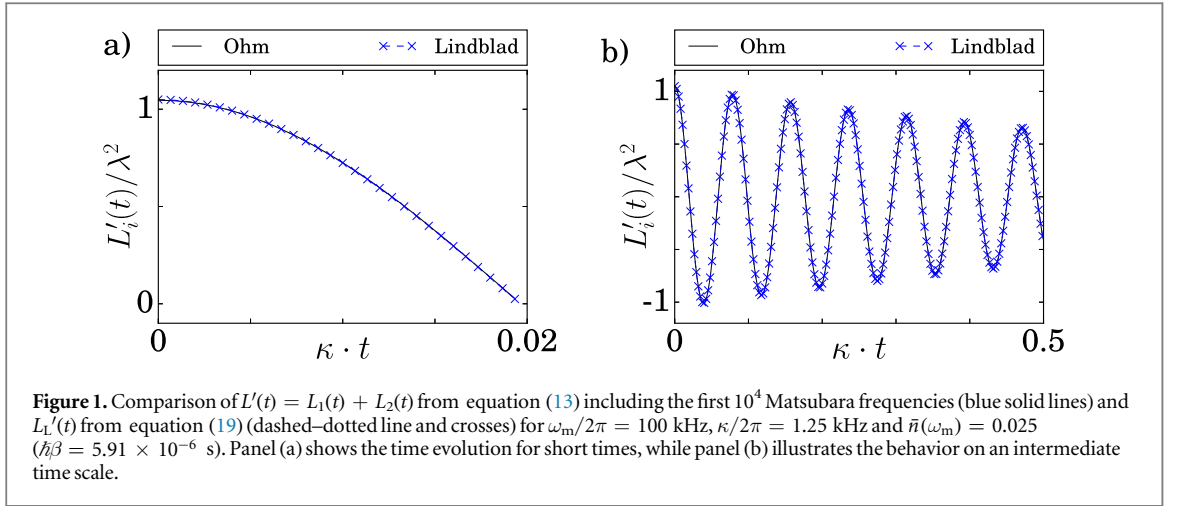 a)
Ohm
Lindblad
1
0
L′ᵢ(t)/λ²
0
κ · t
0.02
b)
Ohm
Lindblad
1
-1
L′ᵢ(t)/λ²
0
κ · t
0.5
Figure 1. Comparison of L′(t) = L₁(t) + L₂(t) from equation (13) including the first 10⁴ Matsubara frequencies (blue solid lines) and
L_L′(t) from equation (19) (dashed–dotted line and crosses) for ωₘ/2π = 100 kHz, κ/2π = 1.25 kHz and n̄(ωₘ) = 0.025
(ℏβ = 5.91 × 10⁻⁶ s). Panel (a) shows the time evolution for short times, while panel (b) illustrates the behavior on an intermediate
time scale.